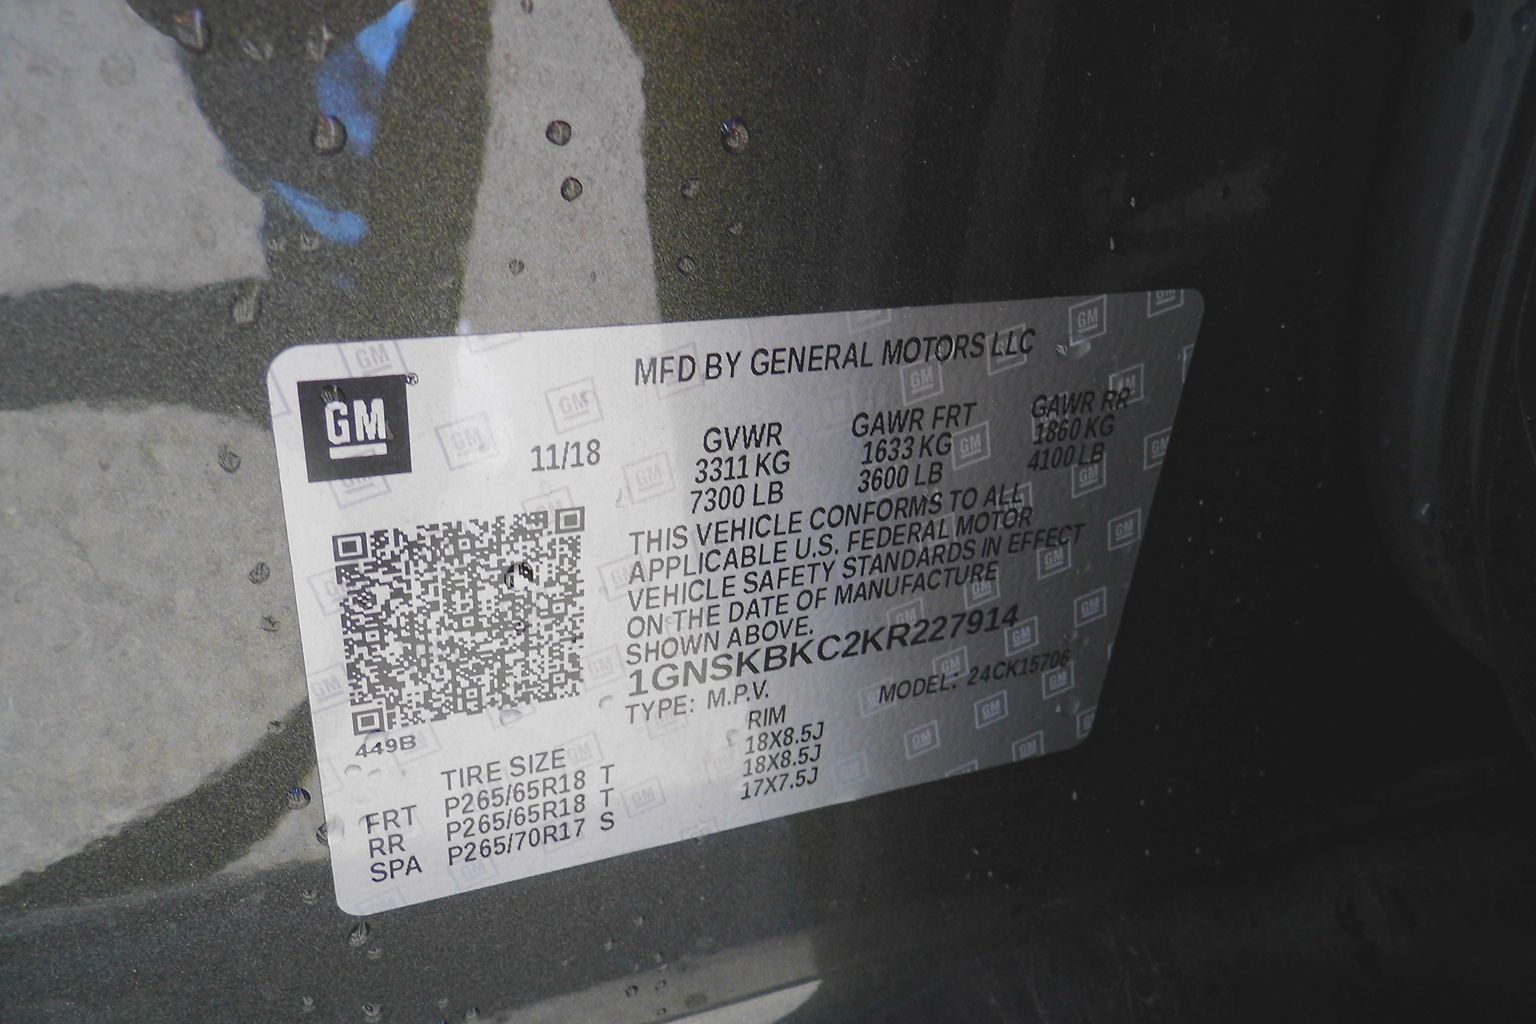 GM
MFD BY GENERAL MOTORS LLC
11/18
GVWR GAWR FRT GAWR RR
3311 KG 1633 KG 1860 KG
7300 LB 3600 LB 4100 LB
THIS VEHICLE CONFORMS TO ALL
APPLICABLE U.S. FEDERAL MOTOR
VEHICLE SAFETY STANDARDS IN EFFECT
ON THE DATE OF MANUFACTURE
SHOWN ABOVE.
1GNSKBKC2KR227914
TYPE: M.P.V. MODEL: 24CK15706
449B
TIRE SIZE RIM
FRT P265/65R18 T 18X8.5J
RR P265/65R18 T 18X8.5J
SPA P265/70R17 S 17X7.5J